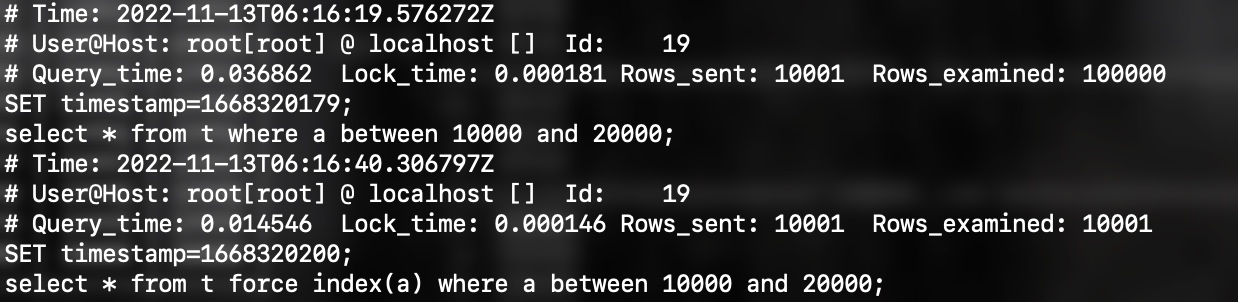 # Time: 2022-11-13T06:16:19.576272Z
# User@Host: root[root] @ localhost []  Id:    19
# Query_time: 0.036862  Lock_time: 0.000181 Rows_sent: 10001  Rows_examined: 100000
SET timestamp=1668320179;
select * from t where a between 10000 and 20000;
# Time: 2022-11-13T06:16:40.306797Z
# User@Host: root[root] @ localhost []  Id:    19
# Query_time: 0.014546  Lock_time: 0.000146 Rows_sent: 10001  Rows_examined: 10001
SET timestamp=1668320200;
select * from t force index(a) where a between 10000 and 20000;